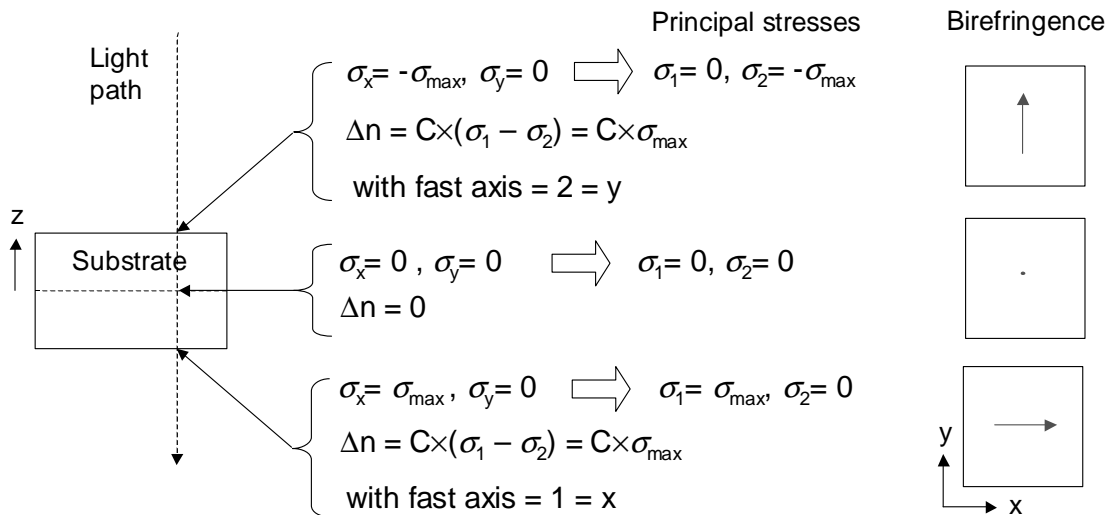 Principal stresses
Birefringence
Light
path
σx= -σmax, σy= 0
σ1= 0, σ2= -σmax
Δn = C×(σ1 – σ2) = C×σmax
with fast axis = 2 = y
z
Substrate
σx= 0 , σy= 0
σ1= 0, σ2= 0
Δn = 0
σx= σmax , σy= 0
σ1= σmax, σ2= 0
Δn = C×(σ1 – σ2) = C×σmax
with fast axis = 1 = x
y
x